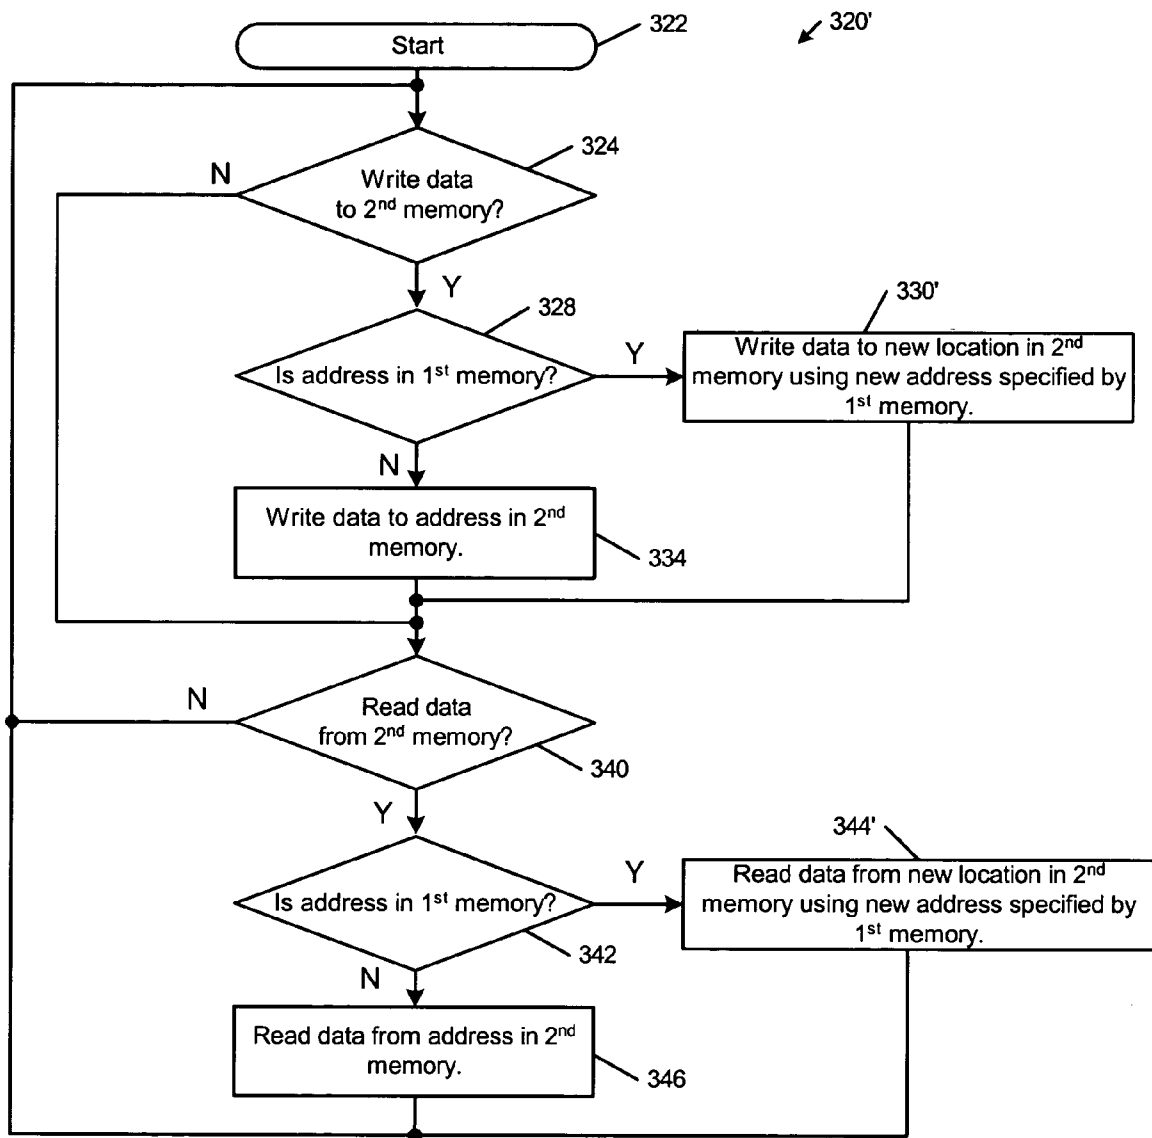 322
320'
Start
324
N
Write data
to 2nd memory?
Y
328
330'
Is address in 1st memory?
Y
Write data to new location in 2nd
memory using new address specified by
1st memory.
N
Write data to address in 2nd
memory.
334
N
Read data
from 2nd memory?
340
Y
344'
Is address in 1st memory?
Y
Read data from new location in 2nd
memory using new address specified by
1st memory.
342
N
Read data from address in 2nd
memory.
346